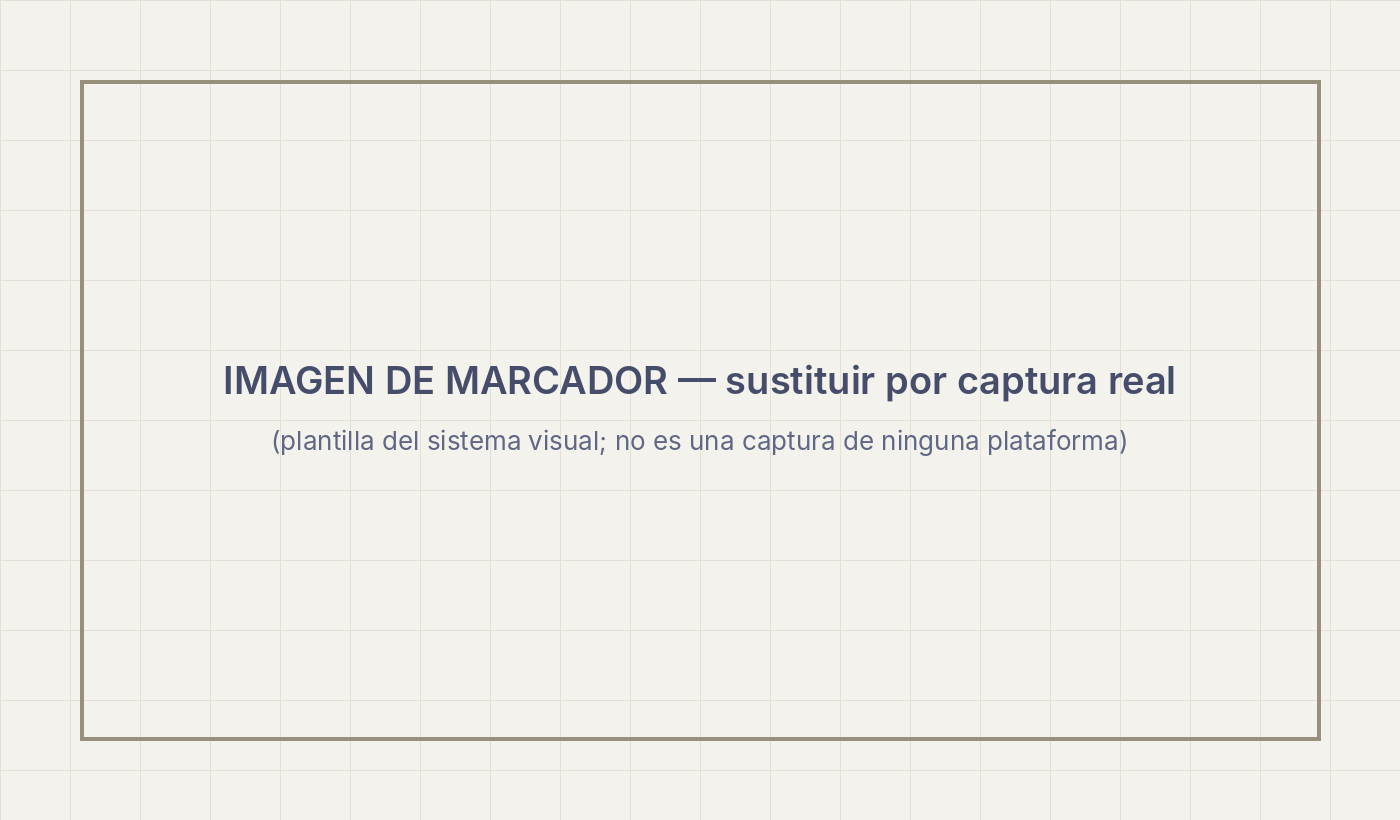 IMAGEN DE MARCADOR — sustituir por captura real
(plantilla del sistema visual; no es una captura de ninguna plataforma)